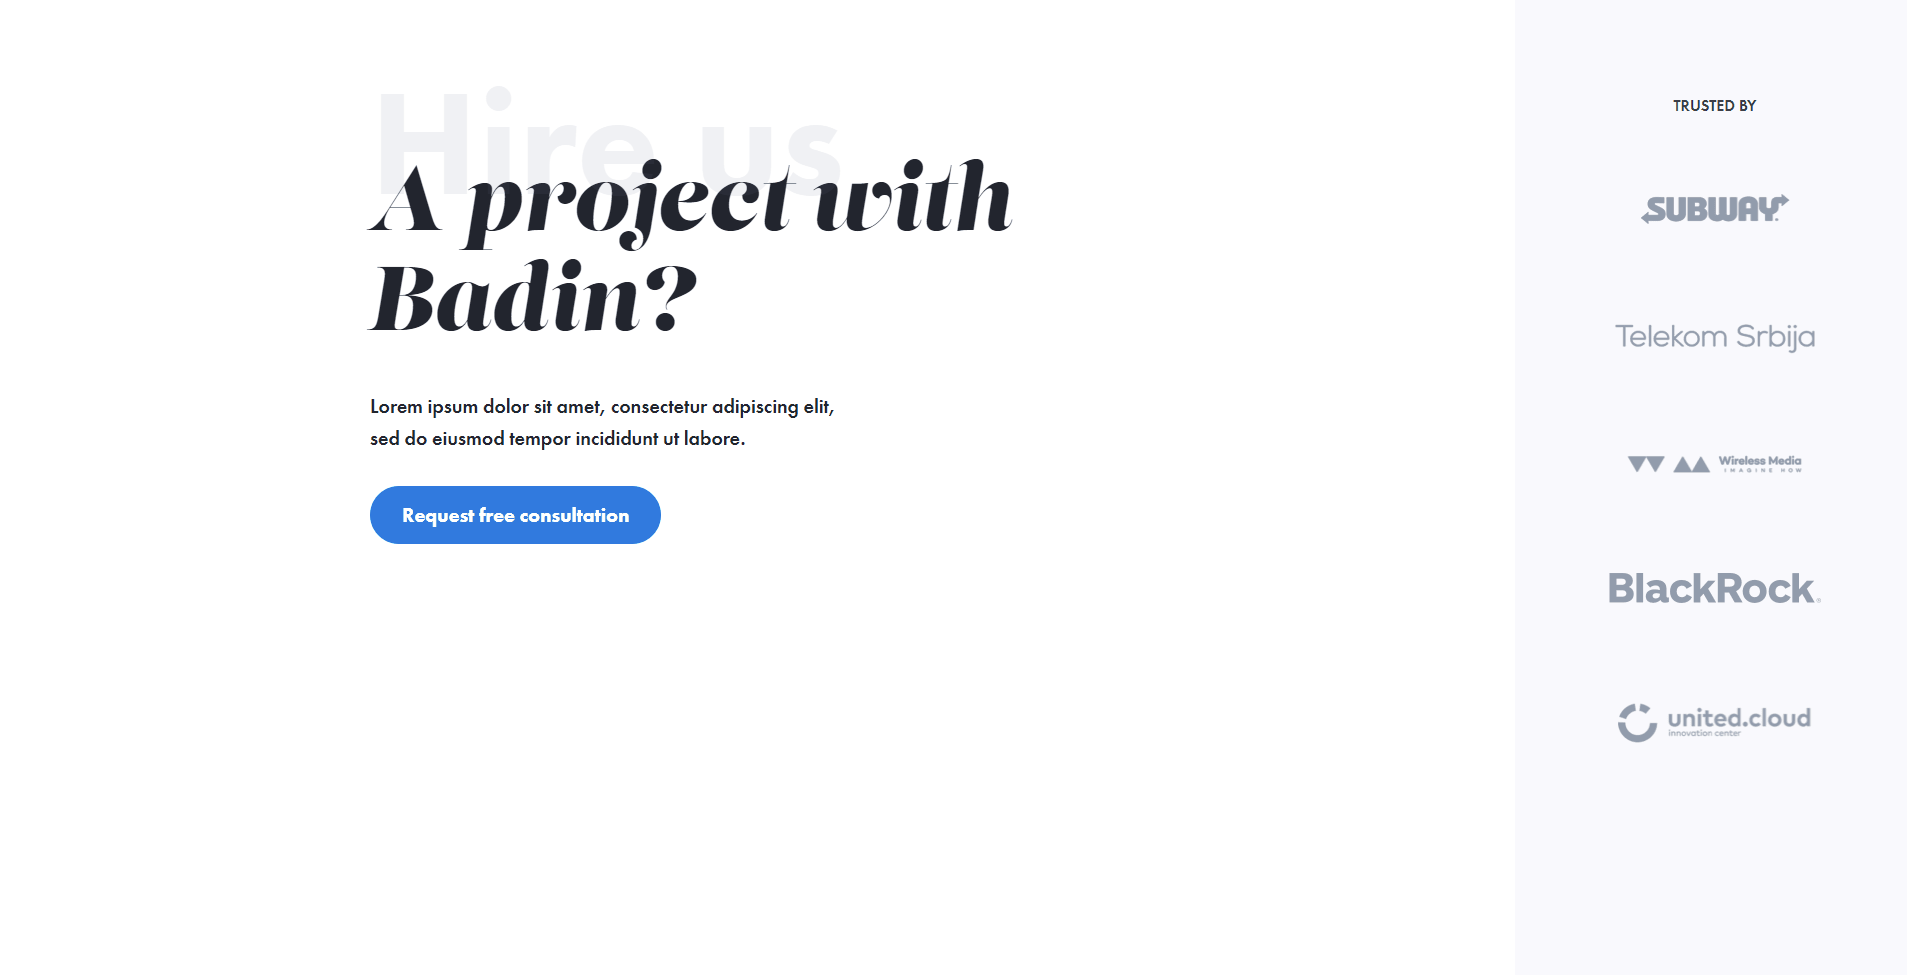 Hire us
A project with
Badin?
Lorem ipsum dolor sit amet, consectetur adipiscing elit,
sed do eiusmod tempor incididunt ut labore.
Request free consultation
TRUSTED BY
SUBWAY
Telekom Srbija
Wireless Media
IMAGINE NOW
BlackRock®
united.cloud
innovation center